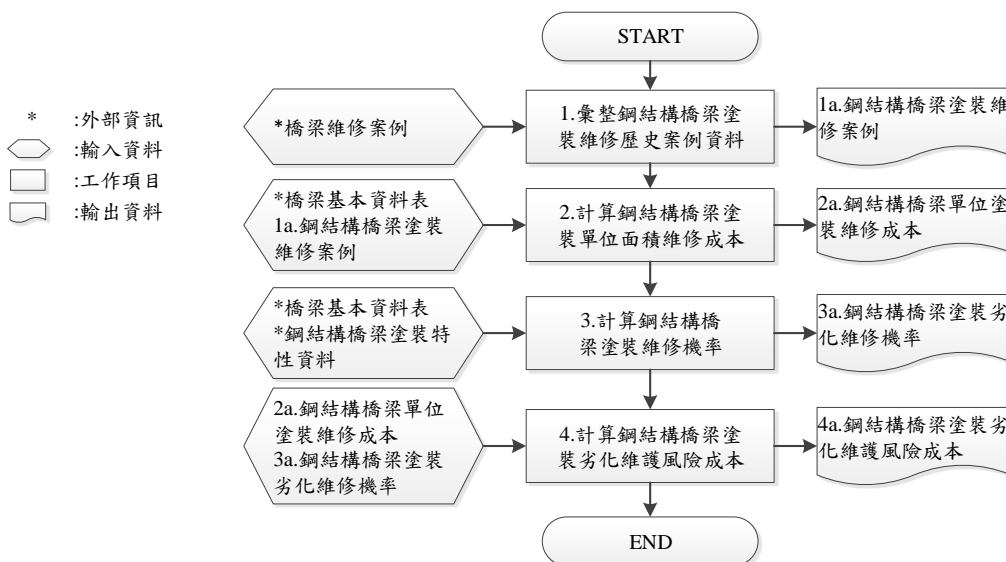 START
* :外部資訊
:輸入資料
:工作項目
:輸出資料
*橋梁維修案例
1.彙整鋼結構橋梁塗
裝維修歷史案例資料
1a.鋼結構橋梁塗裝維
修案例
*橋梁基本資料表
1a.鋼結構橋梁塗裝
維修案例
2.計算鋼結構橋梁塗
裝單位面積維修成本
2a.鋼結構橋梁單位塗
裝維修成本
*橋梁基本資料表
*鋼結構橋梁塗裝特
性資料
3.計算鋼結構橋
梁塗裝維修機率
3a.鋼結構橋梁塗裝劣
化維修機率
2a.鋼結構橋梁單位
塗裝維修成本
3a.鋼結構橋梁塗裝
劣化維修機率
4.計算鋼結構橋梁塗
裝劣化維護風險成本
4a.鋼結構橋梁塗裝劣
化維護風險成本
END